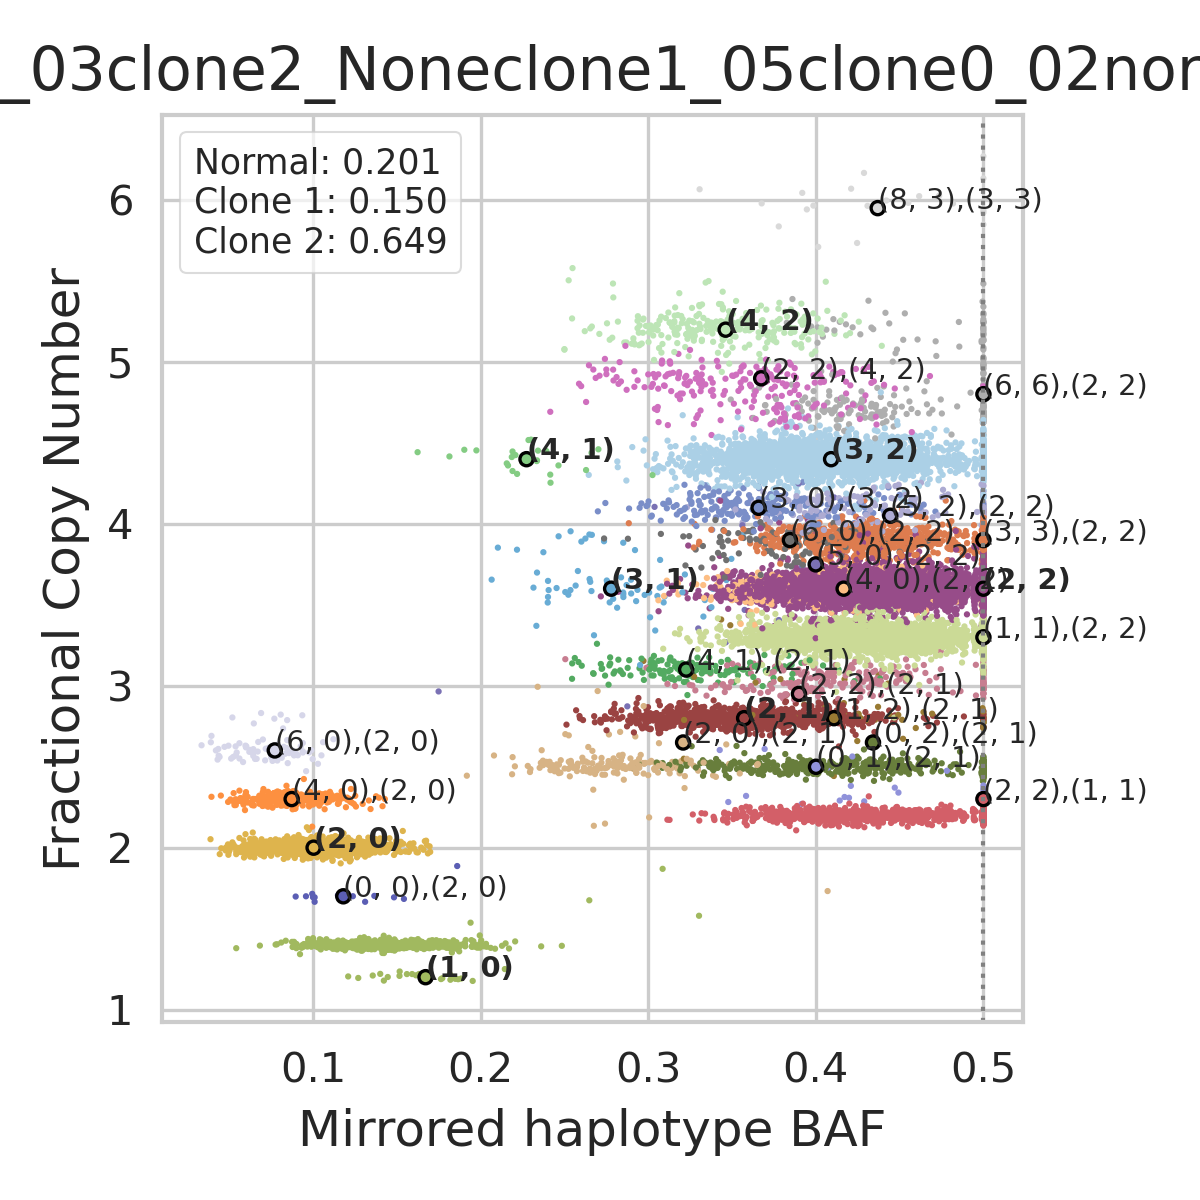 _03clone2_Noneclone1_05clone0_02nor
Normal: 0.201
Clone 1: 0.150
Clone 2: 0.649
Fractional Copy Number
6
5
4
3
2
1
(8, 3),(3, 3)
(4, 2)
(2, 2),(4, 2)
(6, 6),(2, 2)
(4, 1)
(3, 2)
(3, 0),(3, 2)
(5, 2),(2, 2)
(6, 0),(2, 2)
(3, 3),(2, 2)
(5, 0),(2, 2)
(3, 1)
(4, 0),(2, 2)
(2, 2)
(1, 1),(2, 2)
(4, 1),(2, 1)
(2, 2),(2, 1)
(2, 1)
(1, 2),(2, 1)
(2, 0),(2, 1)
(0, 2),(2, 1)
(6, 0),(2, 0)
(0, 1),(2, 1)
(4, 0),(2, 0)
(2, 2),(1, 1)
(2, 0)
(0, 0),(2, 0)
(1, 0)
0.1
0.2
0.3
0.4
0.5
Mirrored haplotype BAF